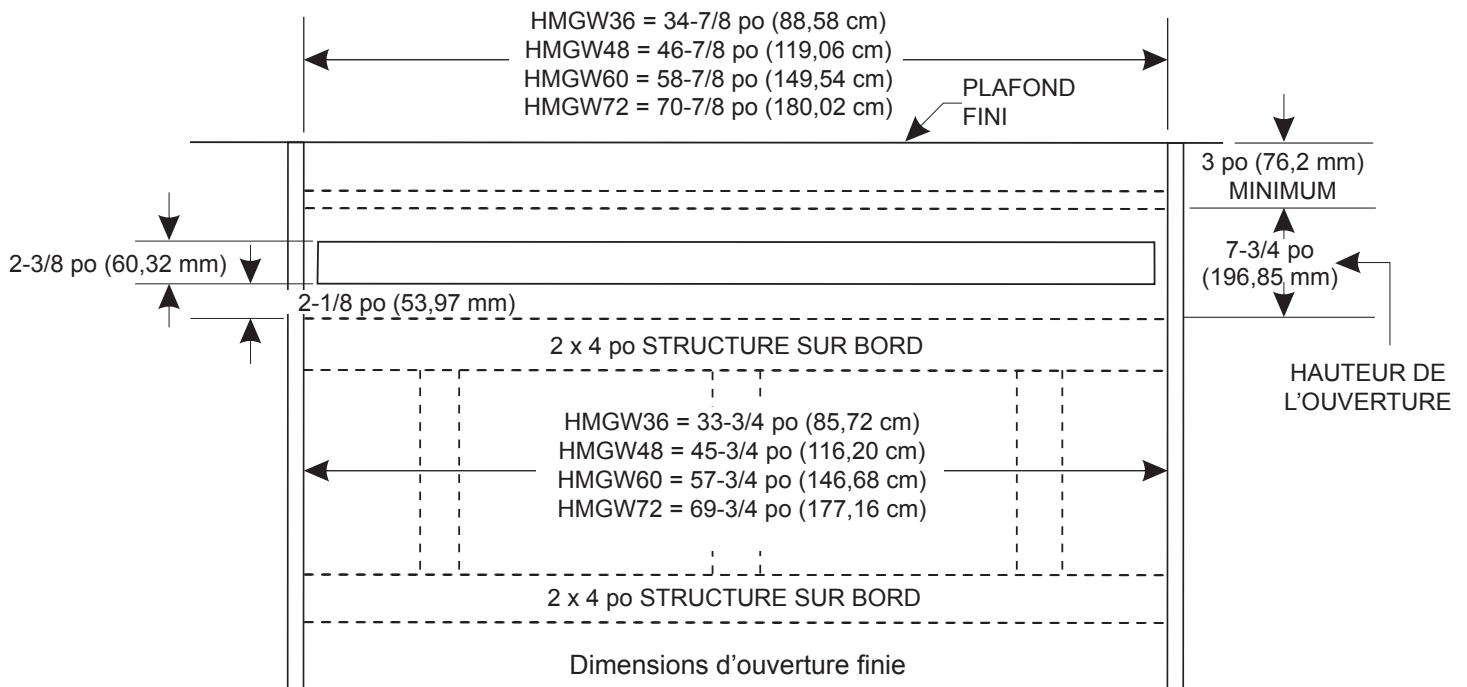 HMGW36 = 34-7/8 po (88,58 cm)
HMGW48 = 46-7/8 po (119,06 cm)
HMGW60 = 58-7/8 po (149,54 cm)
HMGW72 = 70-7/8 po (180,02 cm)
PLAFOND
FINI
3 po (76,2 mm)
MINIMUM
2-3/8 po (60,32 mm)
7-3/4 po
(196,85 mm)
2-1/8 po (53,97 mm)
2 x 4 po STRUCTURE SUR BORD
HAUTEUR DE
L'OUVERTURE
HMGW36 = 33-3/4 po (85,72 cm)
HMGW48 = 45-3/4 po (116,20 cm)
HMGW60 = 57-3/4 po (146,68 cm)
HMGW72 = 69-3/4 po (177,16 cm)
2 x 4 po STRUCTURE SUR BORD
Dimensions d'ouverture finie